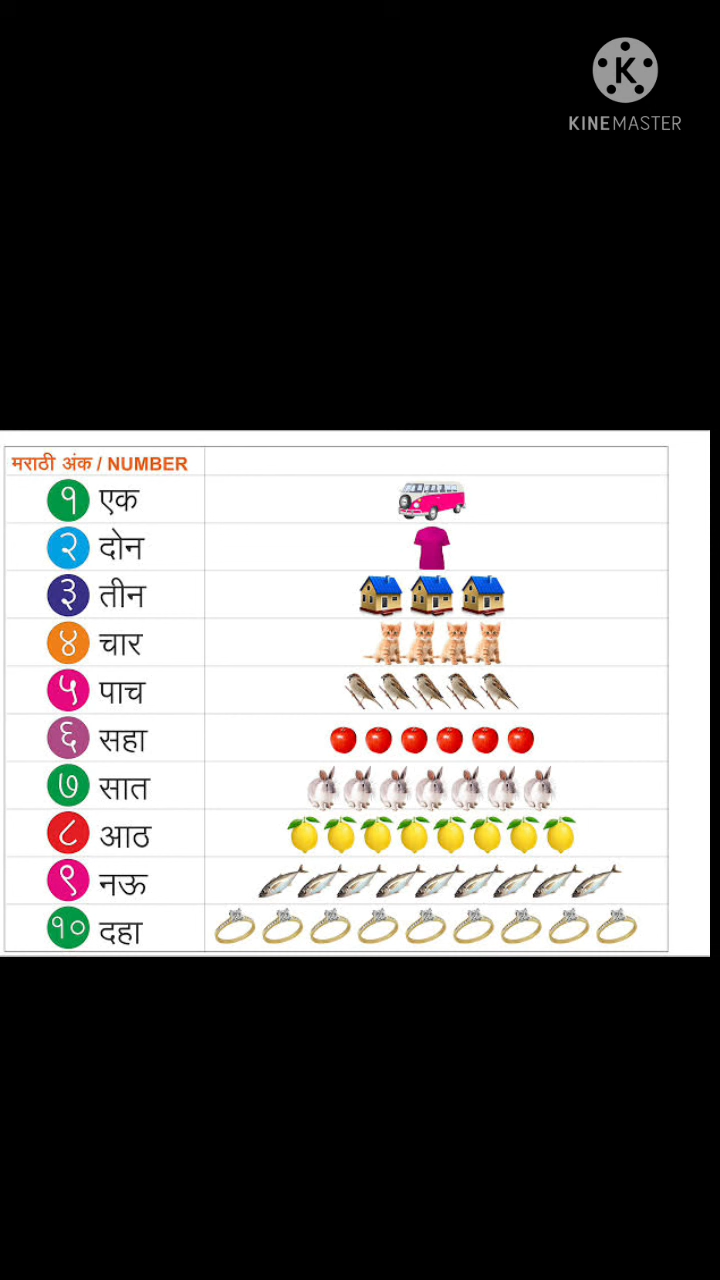 KINEMASTER
मराठी अंक / NUMBER
१ एक
२ दोन
३ तीन
४ चार
५ पाच
६ सहा
७ सात
८ आठ
९ नऊ
१० दहा